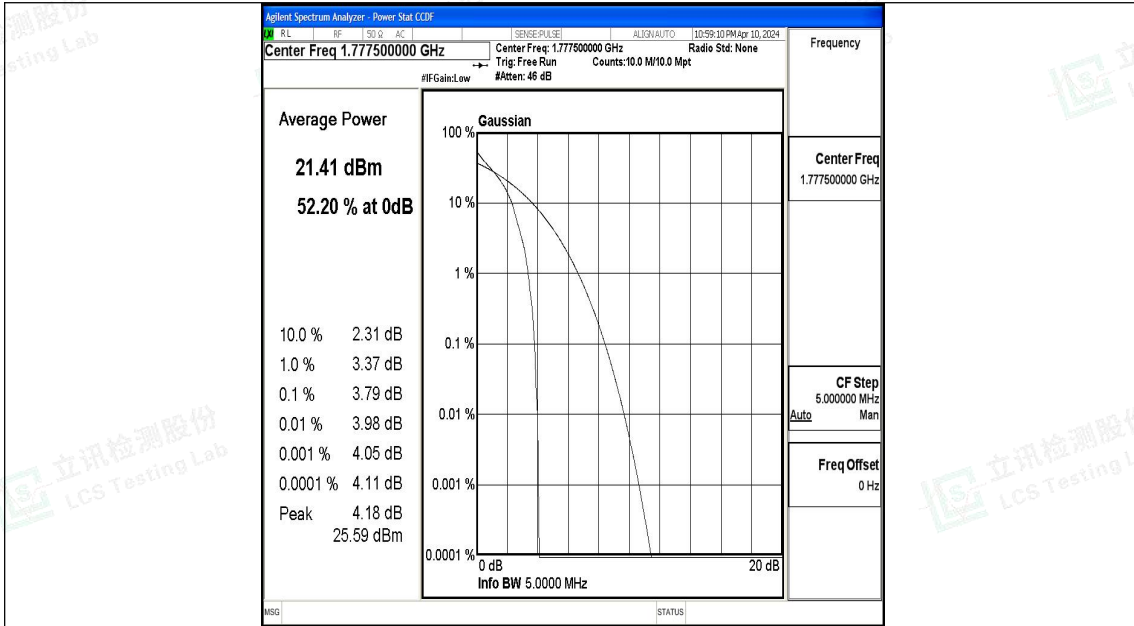 Agilent Spectrum Analyzer - Power Stat CCDF
RL RF 50 Ω AC SENSE:PULSE ALIGN AUTO 10:59:10 PM Apr 10, 2024
Center Freq 1.777500000 GHz
Center Freq: 1.777500000 GHz
Radio Std: None
Trig: Free Run Counts:10.0 M/10.0 Mpt
#IFGain:Low #Atten: 46 dB
Frequency
Average Power
21.41 dBm
52.20 % at 0dB
10.0 % 2.31 dB
1.0 % 3.37 dB
0.1 % 3.79 dB
0.01 % 3.98 dB
0.001 % 4.05 dB
0.0001 % 4.11 dB
Peak 4.18 dB
25.59 dBm
Gaussian
100 %
10 %
1 %
0.1 %
0.01 %
0.001 %
0.0001 %
0 dB 20 dB
Info BW 5.0000 MHz
Center Freq
1.777500000 GHz
CF Step
5.000000 MHz
Auto Man
Freq Offset
0 Hz
MSG STATUS
测股份
sting Lab
立讯检测股份
LCS Testing Lab
立讯检测股份
LCS Testing L